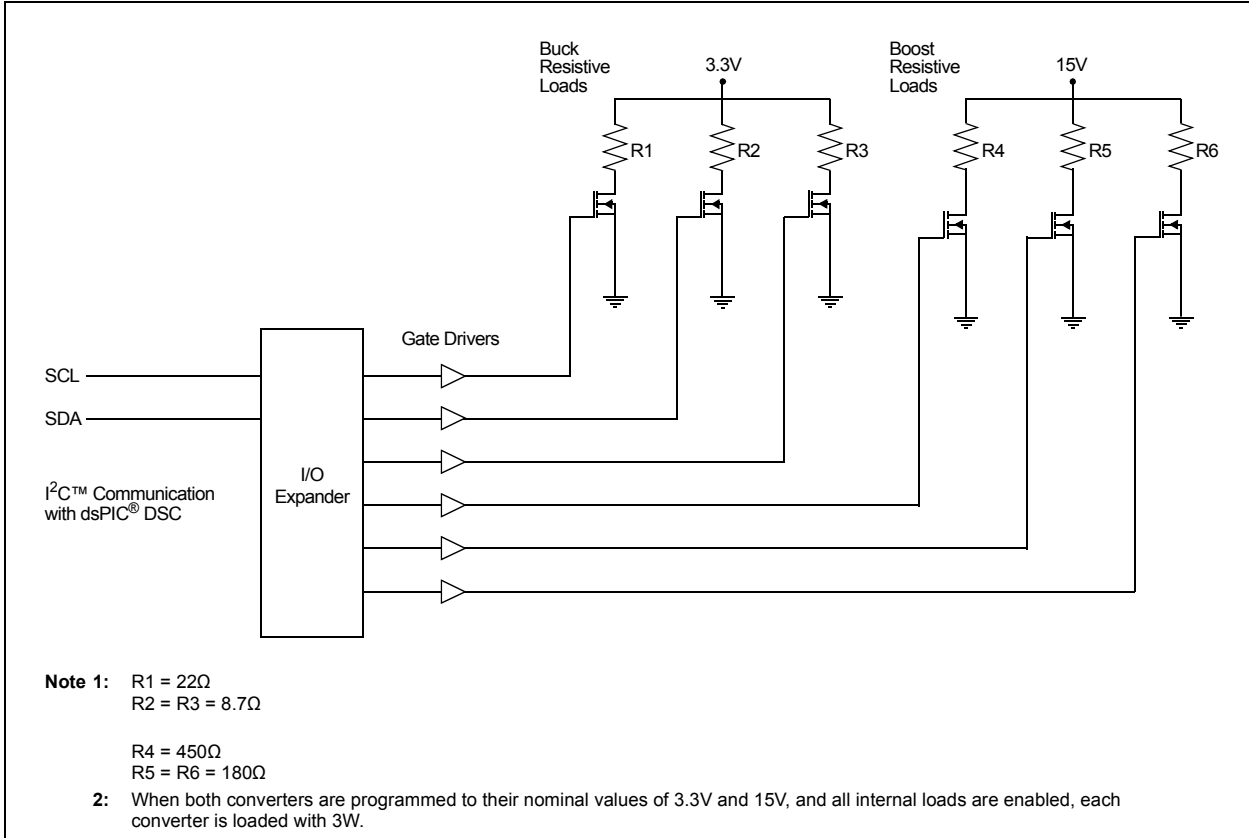 Buck
Resistive
Loads
3.3V
Boost
Resistive
Loads
15V
R1
R2
R3
R4
R5
R6
Gate Drivers
SCL
SDA
I/O
Expander
I²C™ Communication
with dsPIC® DSC
Note 1: R1 = 22Ω
R2 = R3 = 8.7Ω
R4 = 450Ω
R5 = R6 = 180Ω
2: When both converters are programmed to their nominal values of 3.3V and 15V, and all internal loads are enabled, each
converter is loaded with 3W.